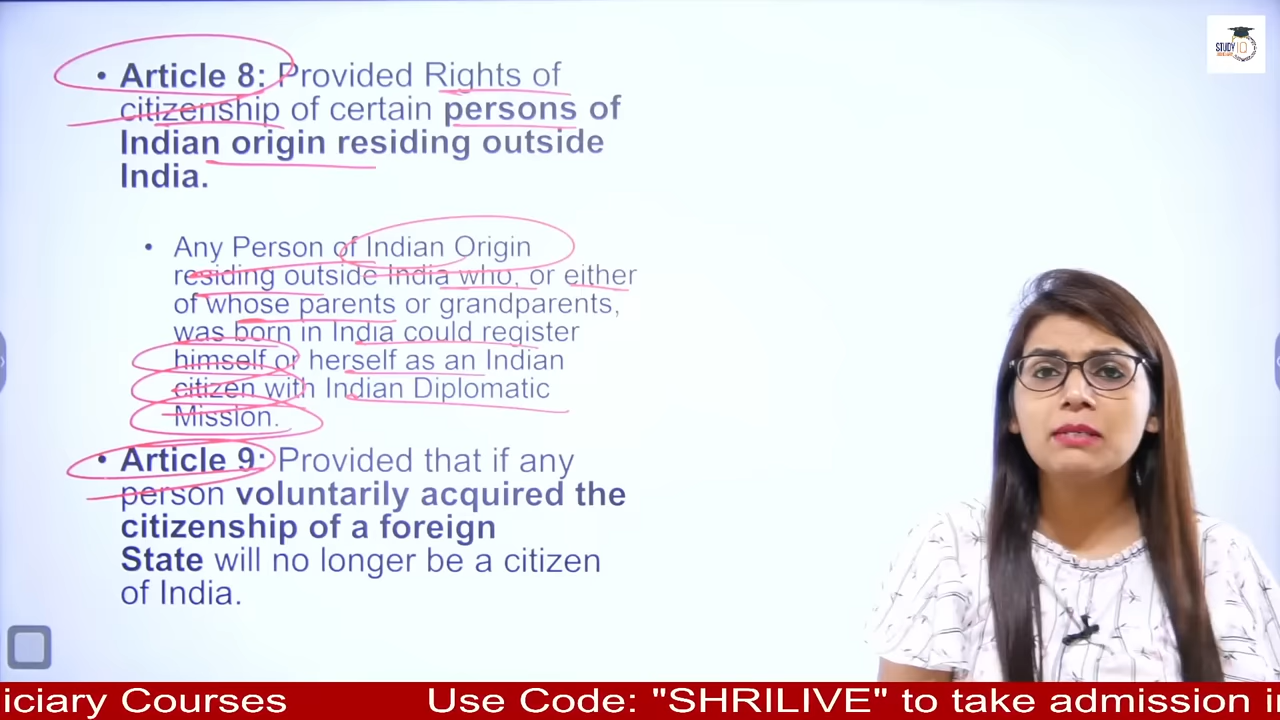 STUDY IQ
• Article 8: Provided Rights of
citizenship of certain persons of
Indian origin residing outside
India.
• Any Person of Indian Origin
residing outside India who, or either
of whose parents or grandparents,
was born in India could register
himself or herself as an Indian
citizen with Indian Diplomatic
Mission.
• Article 9: Provided that if any
person voluntarily acquired the
citizenship of a foreign
State will no longer be a citizen
of India.
iciary Courses Use Code: "SHRILIVE" to take admission i